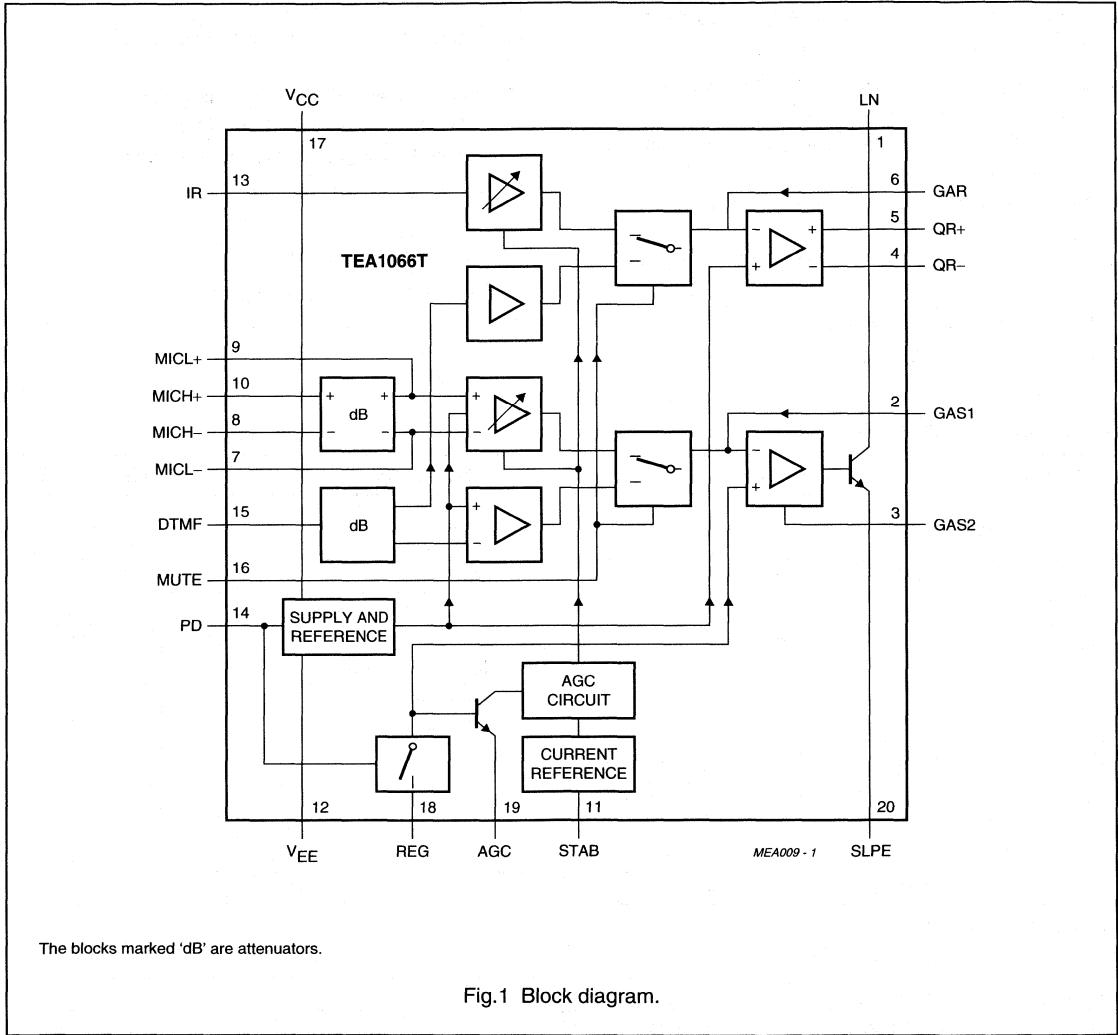 VCC
LN
17
1
IR
13
6
GAR
5
QR+
4
QR−
TEA1066T
− +
+ −
MICL+
9
MICH+
10
+ +
dB
− −
MICH−
8
MICL−
7
+
−
2
GAS1
−
+
DTMF
15
dB
+
−
3
GAS2
MUTE
16
PD
14
SUPPLY AND
REFERENCE
AGC
CIRCUIT
CURRENT
REFERENCE
12
18
19
11
20
VEE
REG
AGC
STAB
MEA009 - 1
SLPE
The blocks marked 'dB' are attenuators.
Fig.1 Block diagram.